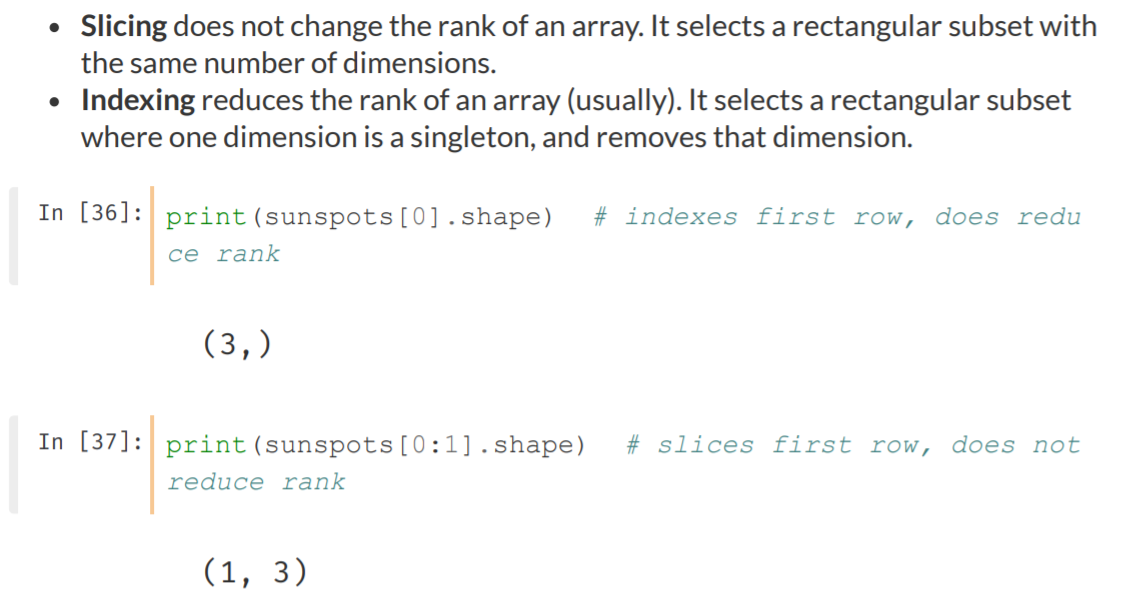 • Slicing does not change the rank of an array. It selects a rectangular subset with
the same number of dimensions.
• Indexing reduces the rank of an array (usually). It selects a rectangular subset
where one dimension is a singleton, and removes that dimension.
In [36]: print(sunspots[0].shape)  # indexes first row, does redu
ce rank
(3,)
In [37]: print(sunspots[0:1].shape)  # slices first row, does not
reduce rank
(1, 3)